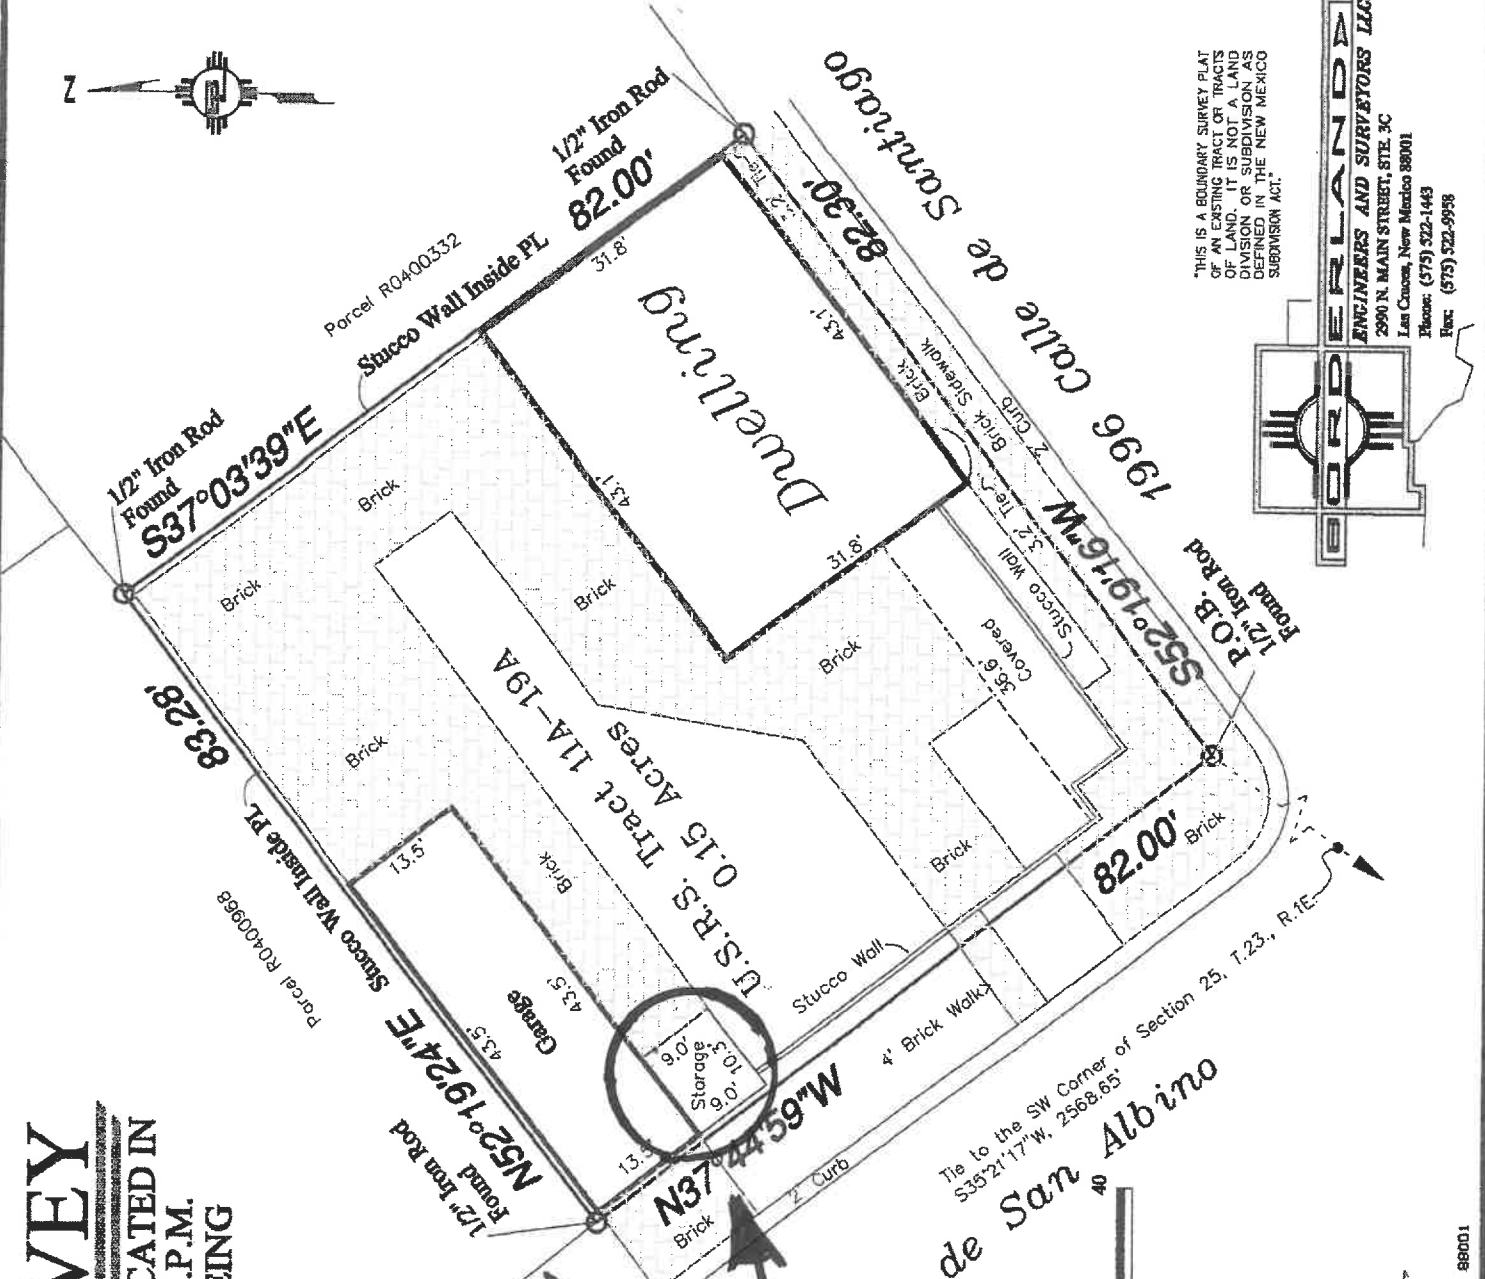 N
1/2" Iron Rod
Found
82.00'
Parcel R0400332
Stucco Wall Inside PL
31.8'
1/2" Iron Rod
Found
S37°03'39"E
3.2' Tie
82.30'
Calle de Santiago
1996
43.1'
Dwelling
43.1'
31.8'
Brick
Brick Sidewalk
2' Curb
3.2' Tie
S52°19'16"W
P.O.B.
1/2" Iron Rod
Found
Stucco Wall
Covered
36.6'
Brick
Brick
Brick
Brick
Brick
Brick
Brick
Brick
U.S.R.S. Tract 11A-19A
0.15 Acres
83.28'
Stucco Wall Inside PL
Parcel R0400968
N52°19'24"E
1/2" Iron Rod
Found
13.5'
43.5'
Garage
43.5'
13.5'
9.0'
Storage
10.3'
9.0'
N37°44'59"W
82.00'
Stucco Wall
4' Brick Walk
Brick
2' Curb
Tie to the SW Corner of Section 25, T.23., R.1E
S35°21'17"W, 2568.65'
de San Albino
40
"THIS IS A BOUNDARY SURVEY PLAT
OF AN EXISTING TRACT OR TRACTS
OF LAND. IT IS NOT A LAND
DIVISION OR SUBDIVISION AS
DEFINED IN THE NEW MEXICO
SUBDIVISION ACT."
BORDERLAND
ENGINEERS AND SURVEYORS LLC
2990 N. MAIN STREET, STE. 3C
Las Cruces, New Mexico 88001
Phone: (575) 522-1443
Fax: (575) 522-9958
VEY
CATED IN
.P.M.
EING
88001